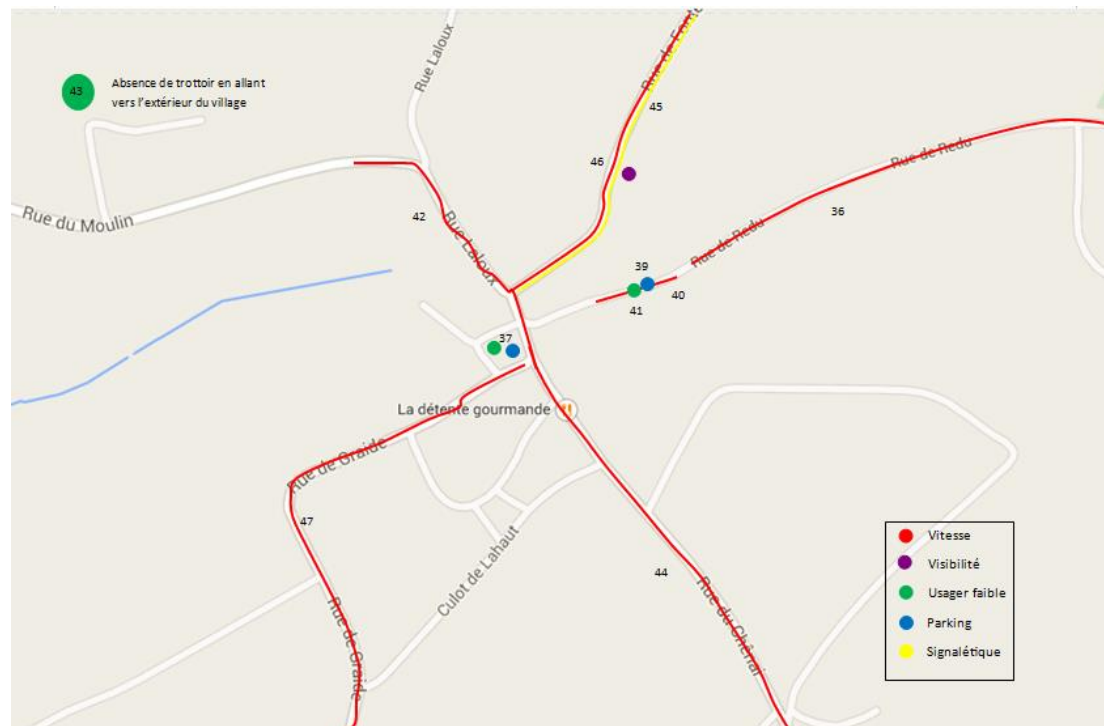 43
Absence de trottoir en allant
vers l'extérieur du village
Rue Laloux
45
46
Rue de Redu
Rue du Moulin
42
Rue Laloux
36
Rue de Redu
39
40
41
37
La détente gourmande
Rue de Graide
47
Culot de Lahaut
44
Rue du Chênai
Rue de Graide
Vitesse
Visibilité
Usager faible
Parking
Signalétique